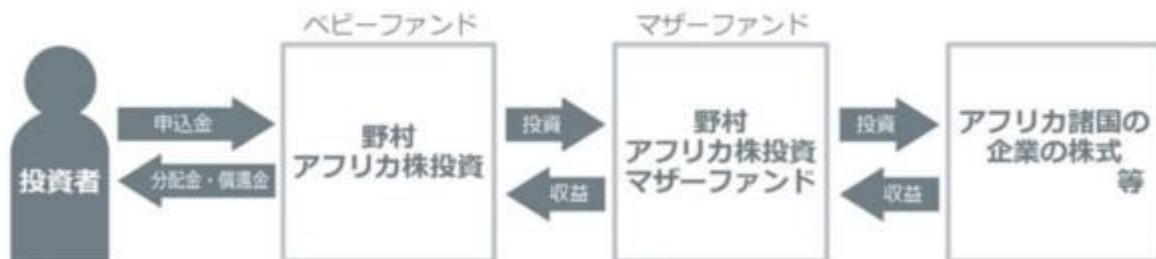 ベビーファンド
マザーファンド
投資者
申込金
分配金・償還金
野村
アフリカ株投資
投資
収益
野村
アフリカ株投資
マザーファンド
投資
収益
アフリカ諸国の
企業の株式
等